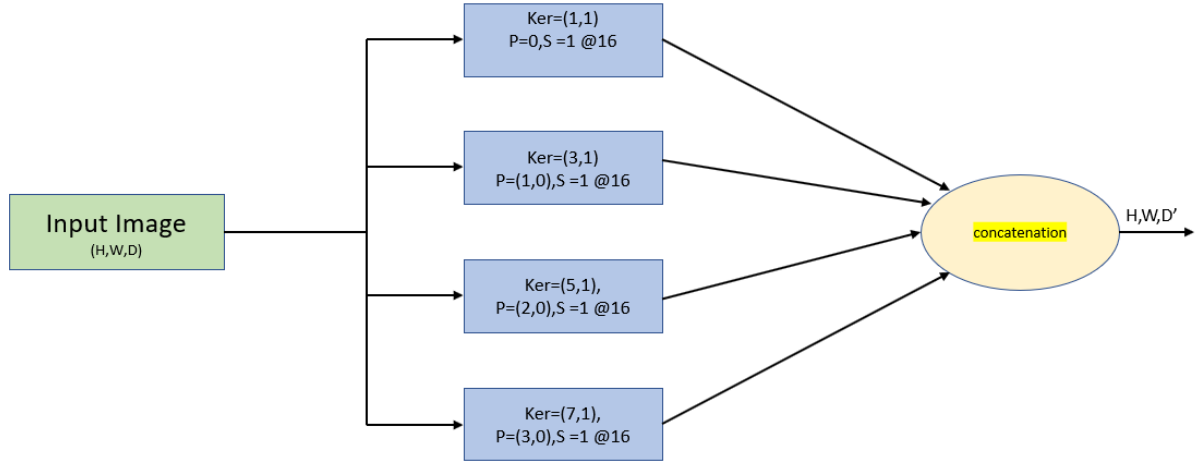 Ker=(1,1)
P=0,S =1 @16
Ker=(3,1)
P=(1,0),S =1 @16
Input Image
(H,W,D)
concatenation
H,W,D’
Ker=(5,1),
P=(2,0),S =1 @16
Ker=(7,1),
P=(3,0),S =1 @16